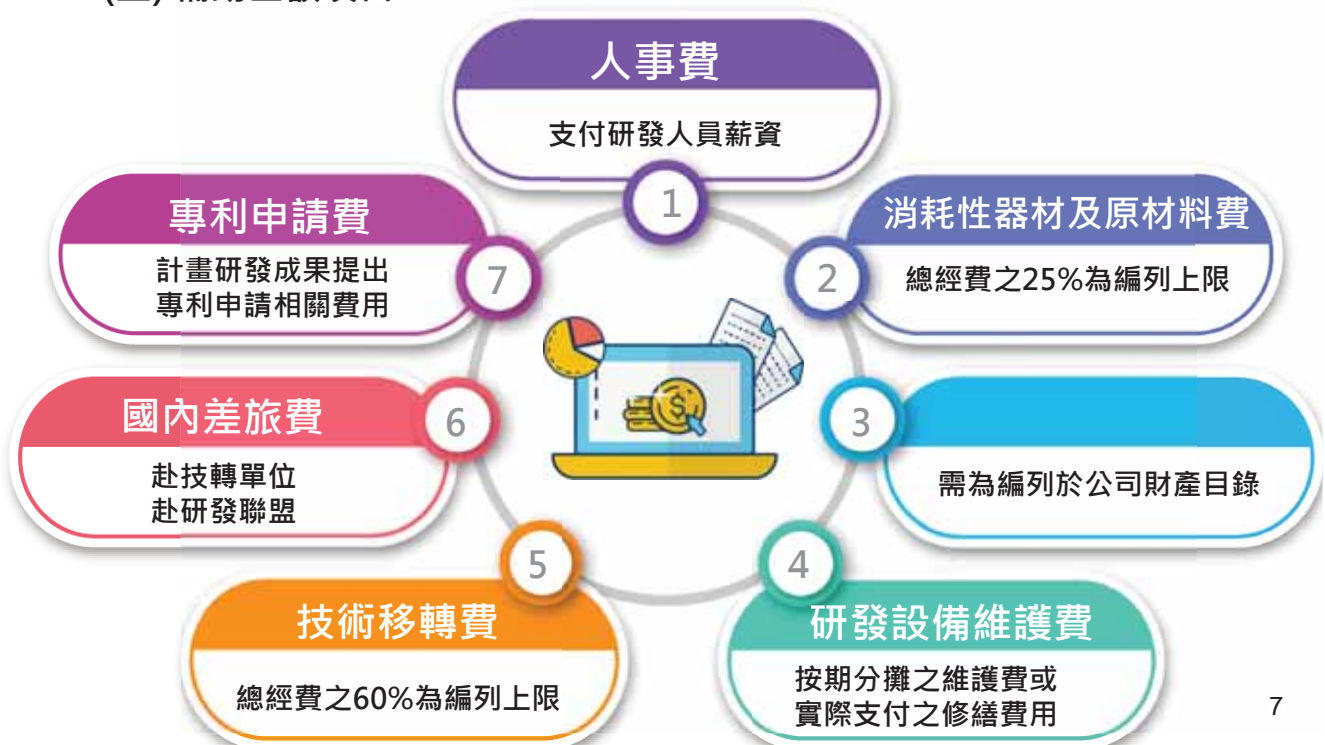 人事費
支付研發人員薪資
1
消耗性器材及原材料費
總經費之25%為編列上限
2
需為編列於公司財產目錄
3
研發設備維護費
按期分攤之維護費或
實際支付之修繕費用
4
技術移轉費
總經費之60%為編列上限
5
國內差旅費
赴技轉單位
赴研發聯盟
6
專利申請費
計畫研發成果提出
專利申請相關費用
7
7